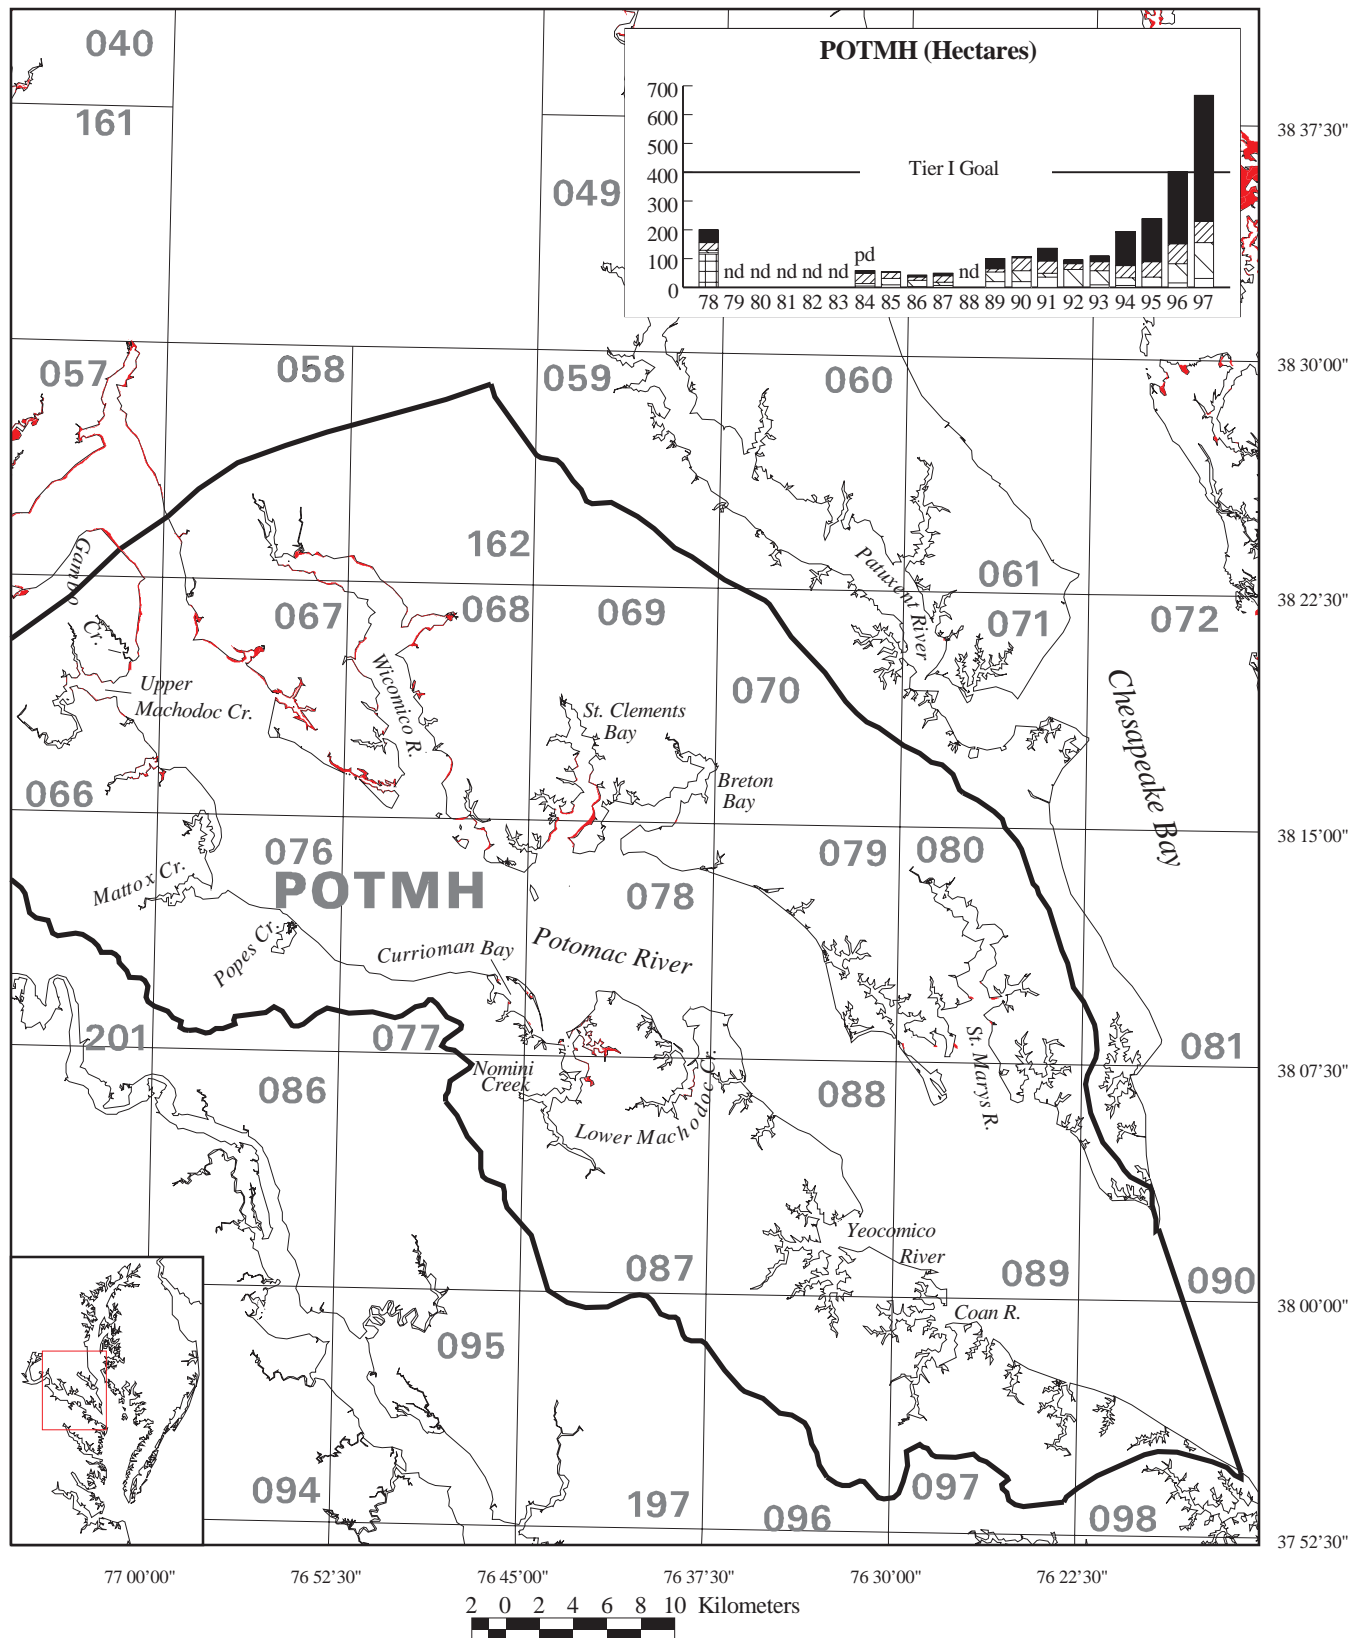 040
161
049
POTMH (Hectares)
700
600
500
400
300
200
100
0
Tier I Goal
pd
nd nd nd nd nd
nd
78 79 80 81 82 83 84 85 86 87 88 89 90 91 92 93 94 95 96 97
38 37'30"
057
058
059
060
38 30'00"
162
061
Gambo
Cr.
067
068
069
Patuxent River
071
072
38 22'30"
Upper
Machodoc Cr.
Wicomico R.
070
St. Clements
Bay
Chesapeake Bay
Breton
Bay
066
38 15'00"
076
079
080
POTMH
Mattox Cr.
078
Popes Cr.
Currioman Bay
Potomac River
201
077
081
St. Marys R.
Nomini
Creek
38 07'30"
086
088
Lower Machodoc Cr.
Yeocomico
River
087
089
090
Coan R.
38 00'00"
095
094
197
096
097
098
37 52'30"
77 00'00"
76 52'30"
76 45'00"
76 37'30"
76 30'00"
76 22'30"
2 0 2 4 6 8 10 Kilometers